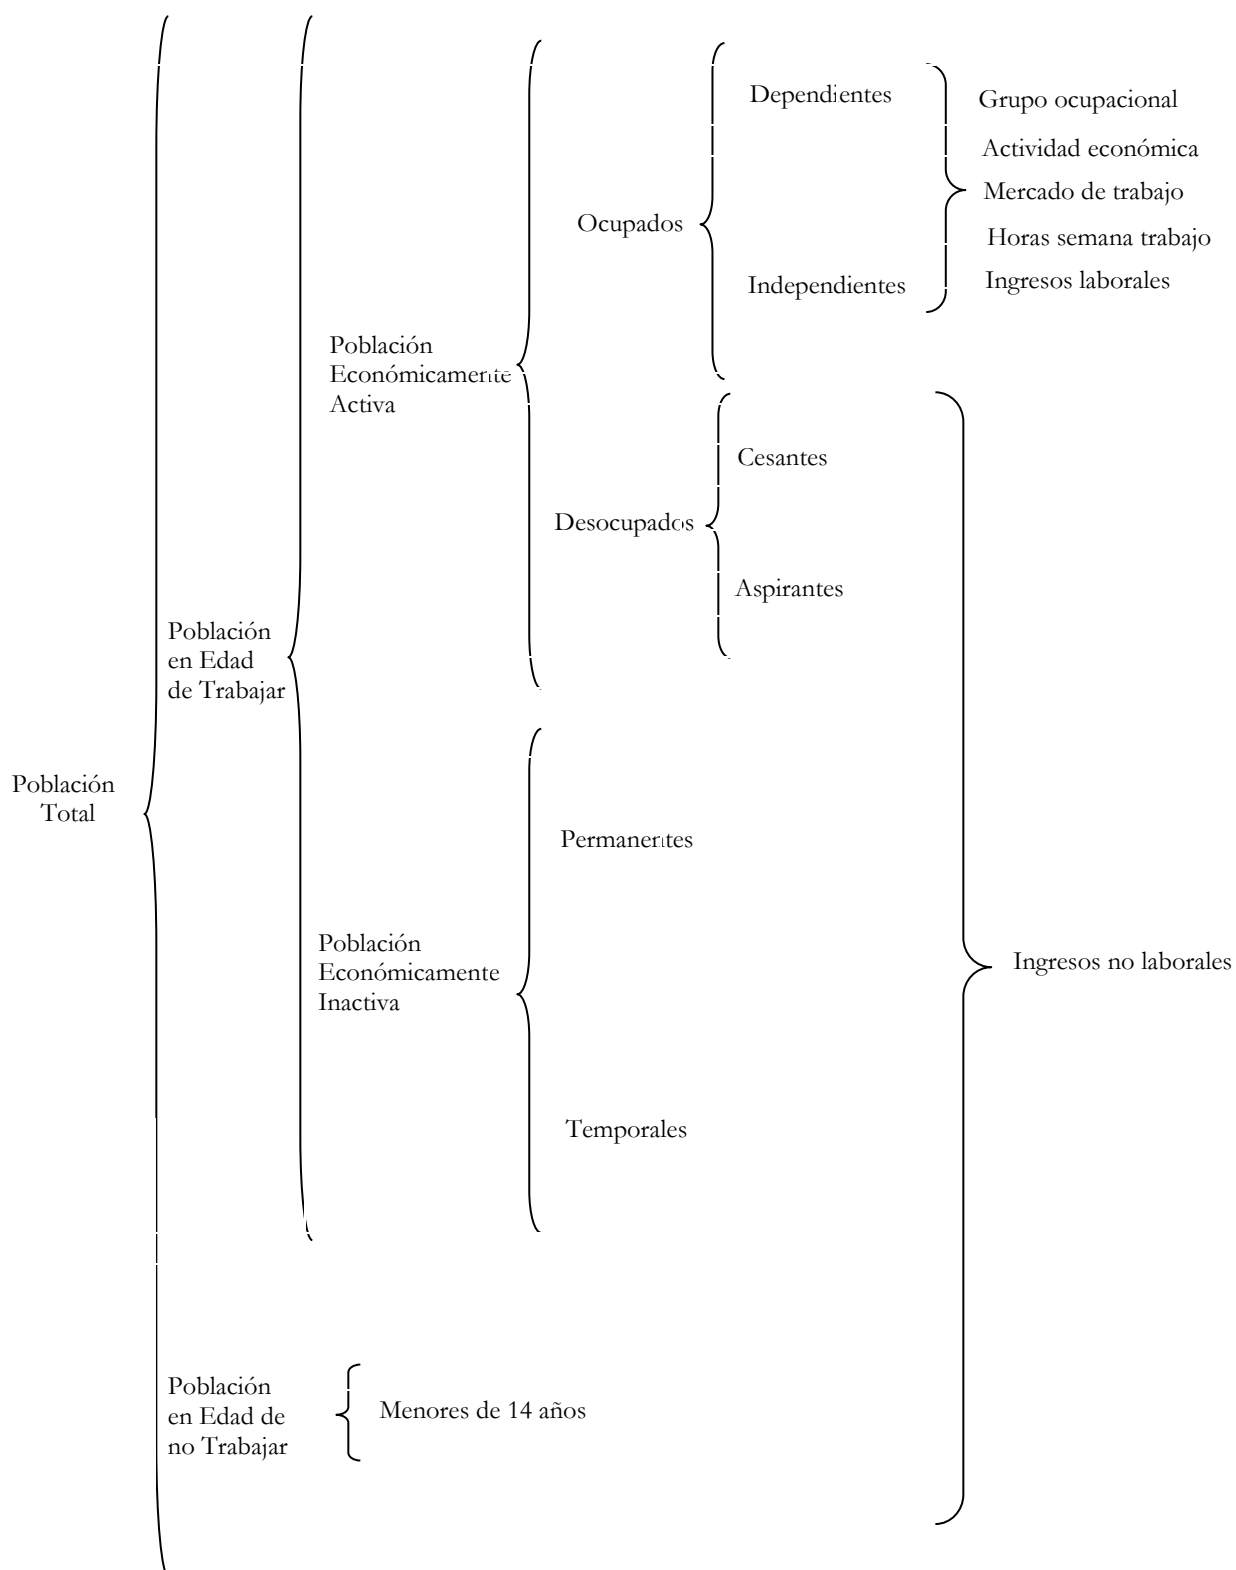 Dependientes
Grupo ocupacional
Actividad económica
Mercado de trabajo
Ocupados
Horas semana trabajo
Independientes
Ingresos laborales
Población
Económicamente
Activa
Cesantes
Desocupados
Aspirantes
Población
en Edad
de Trabajar
Población
Total
Permanentes
Población
Económicamente
Inactiva
Ingresos no laborales
Temporales
Población
en Edad de
no Trabajar
Menores de 14 años